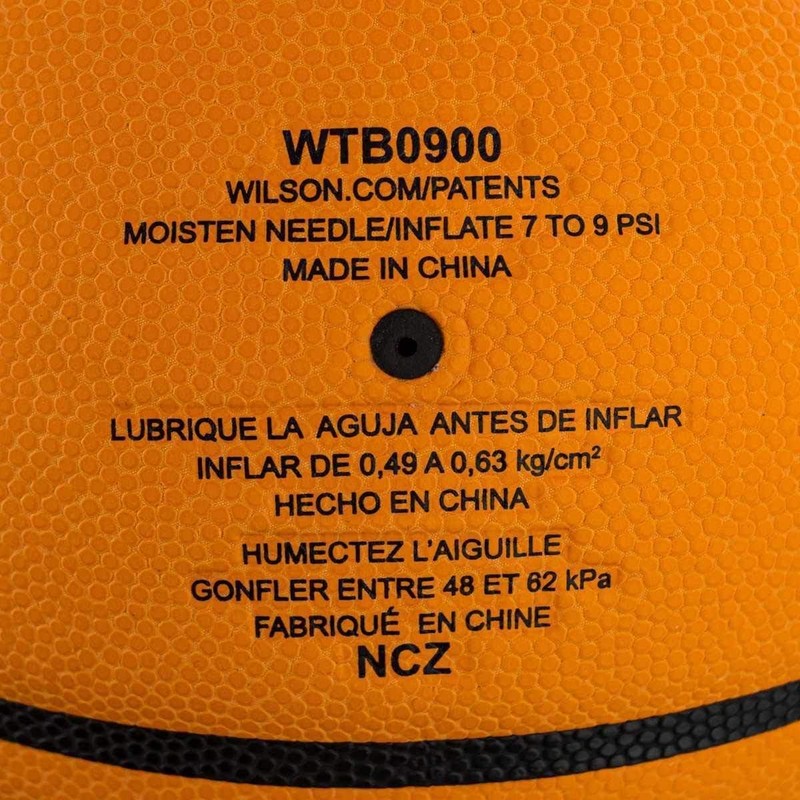 WTB0900
WILSON.COM/PATENTS
MOISTEN NEEDLE/INFLATE 7 TO 9 PSI
MADE IN CHINA
LUBRIQUE LA AGUJA ANTES DE INFLAR
INFLAR DE 0,49 A 0,63 kg/cm²
HECHO EN CHINA
HUMECTEZ L'AIGUILLE
GONFLER ENTRE 48 ET 62 kPa
FABRIQUÉ EN CHINE
NCZ